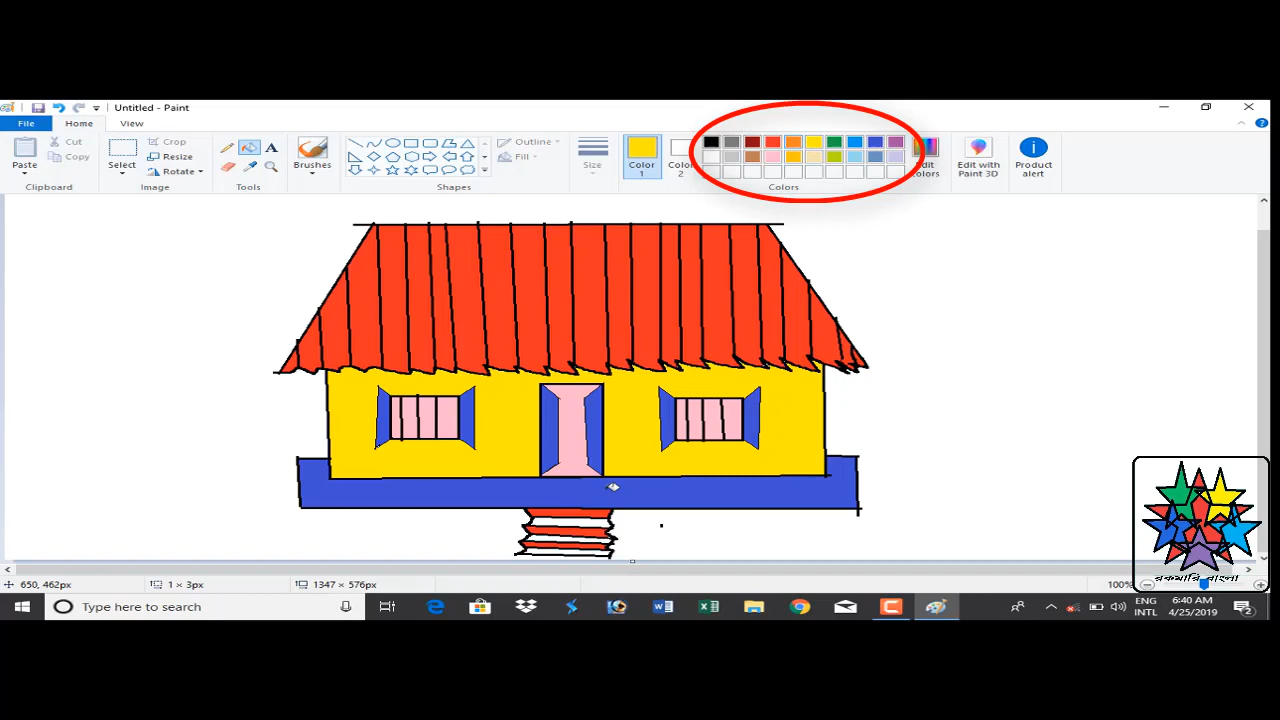 Untitled - Paint
File
Home
View
Paste
Cut
Copy
Clipboard
Select
Crop
Resize
Rotate
Image
Tools
Brushes
Outline
Fill
Shapes
Size
Color
1
Color
2
Edit
colors
Colors
Edit with
Paint 3D
Product
alert
রকমারি বাংলা
650, 462px
1 × 3px
1347 × 576px
100%
Type here to search
ENG
INTL
6:40 AM
4/25/2019
2